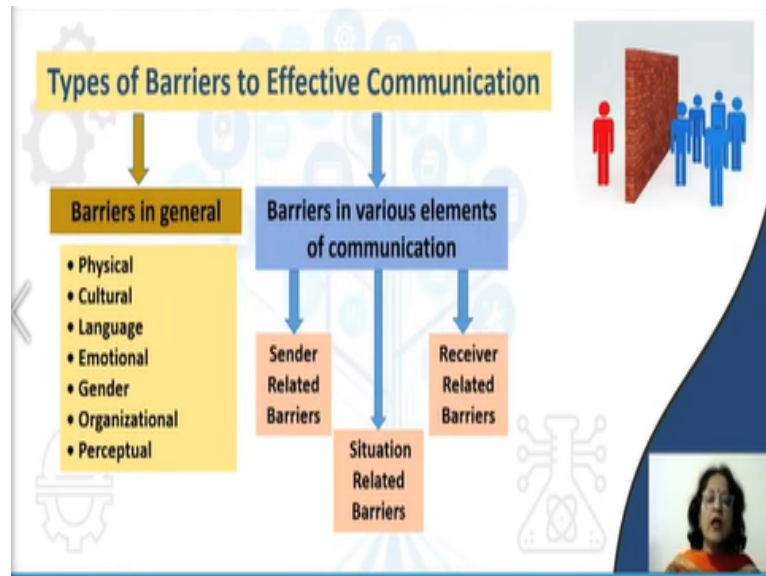 Types of Barriers to Effective Communication
Barriers in general
• Physical
• Cultural
• Language
• Emotional
• Gender
• Organizational
• Perceptual
Barriers in various elements
of communication
Sender
Related
Barriers
Situation
Related
Barriers
Receiver
Related
Barriers